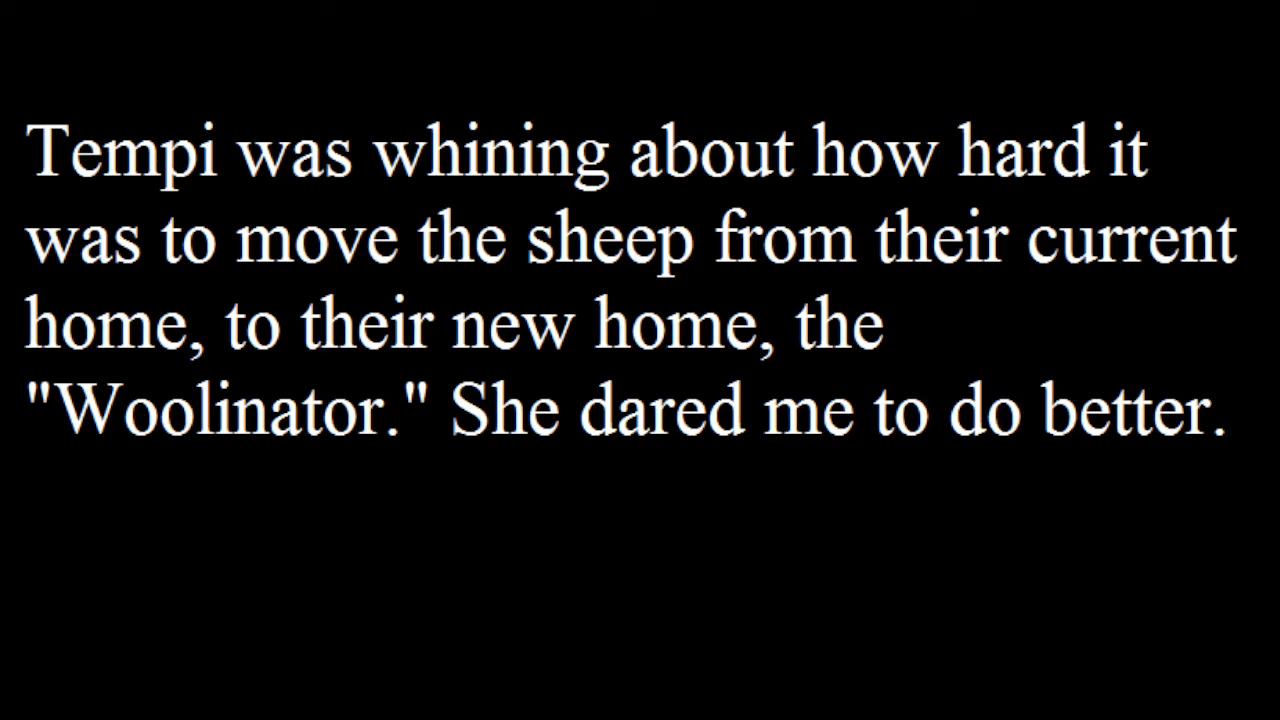 Tempi was whining about how hard it
was to move the sheep from their current
home, to their new home, the
"Woolinator." She dared me to do better.